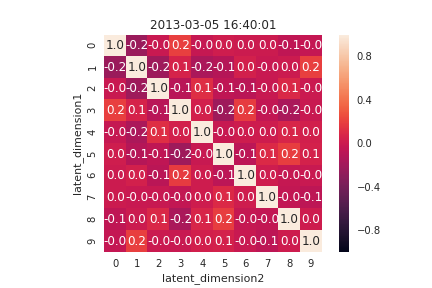 2013-03-05 16:40:01
latent_dimension1
0 1.0 -0.2 -0.0 0.2 -0.0 0.0 0.0 0.0 -0.1 -0.0
1 -0.2 1.0 -0.2 0.1 -0.2 -0.1 0.0 -0.0 0.0 0.2
2 -0.0 -0.2 1.0 -0.1 0.1 -0.1 -0.1 -0.0 0.1 -0.0
3 0.2 0.1 -0.1 1.0 0.0 -0.2 0.2 -0.0 -0.2 -0.0
4 -0.0 -0.2 0.1 0.0 1.0 -0.0 0.0 0.0 0.1 0.0
5 0.0 -0.1 -0.1 -0.2 -0.0 1.0 -0.1 0.1 0.2 0.1
6 0.0 0.0 -0.1 0.2 0.0 -0.1 1.0 -0.0 -0.0 -0.0
7 0.0 -0.0 -0.0 -0.0 0.0 0.1 -0.0 1.0 -0.0 -0.1
8 -0.1 0.0 0.1 -0.2 0.1 0.2 -0.0 -0.0 1.0 0.0
9 -0.0 0.2 -0.0 -0.0 0.0 0.1 -0.0 -0.1 0.0 1.0
0 1 2 3 4 5 6 7 8 9
latent_dimension2
0.8
0.4
0.0
−0.4
−0.8